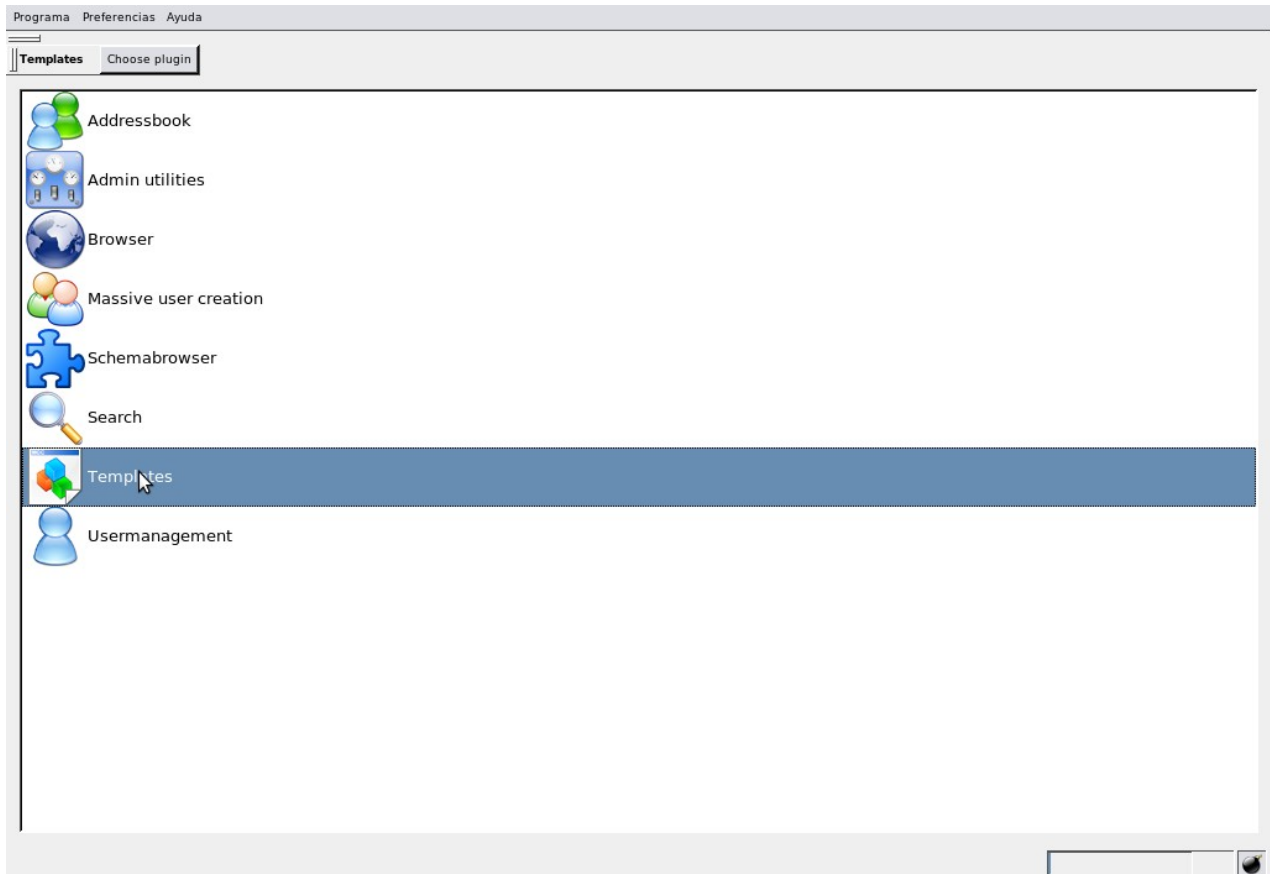 Programa Preferencias Ayuda
Templates Choose plugin
Addressbook
Admin utilities
Browser
Massive user creation
Schemabrowser
Search
Templates
Usermanagement